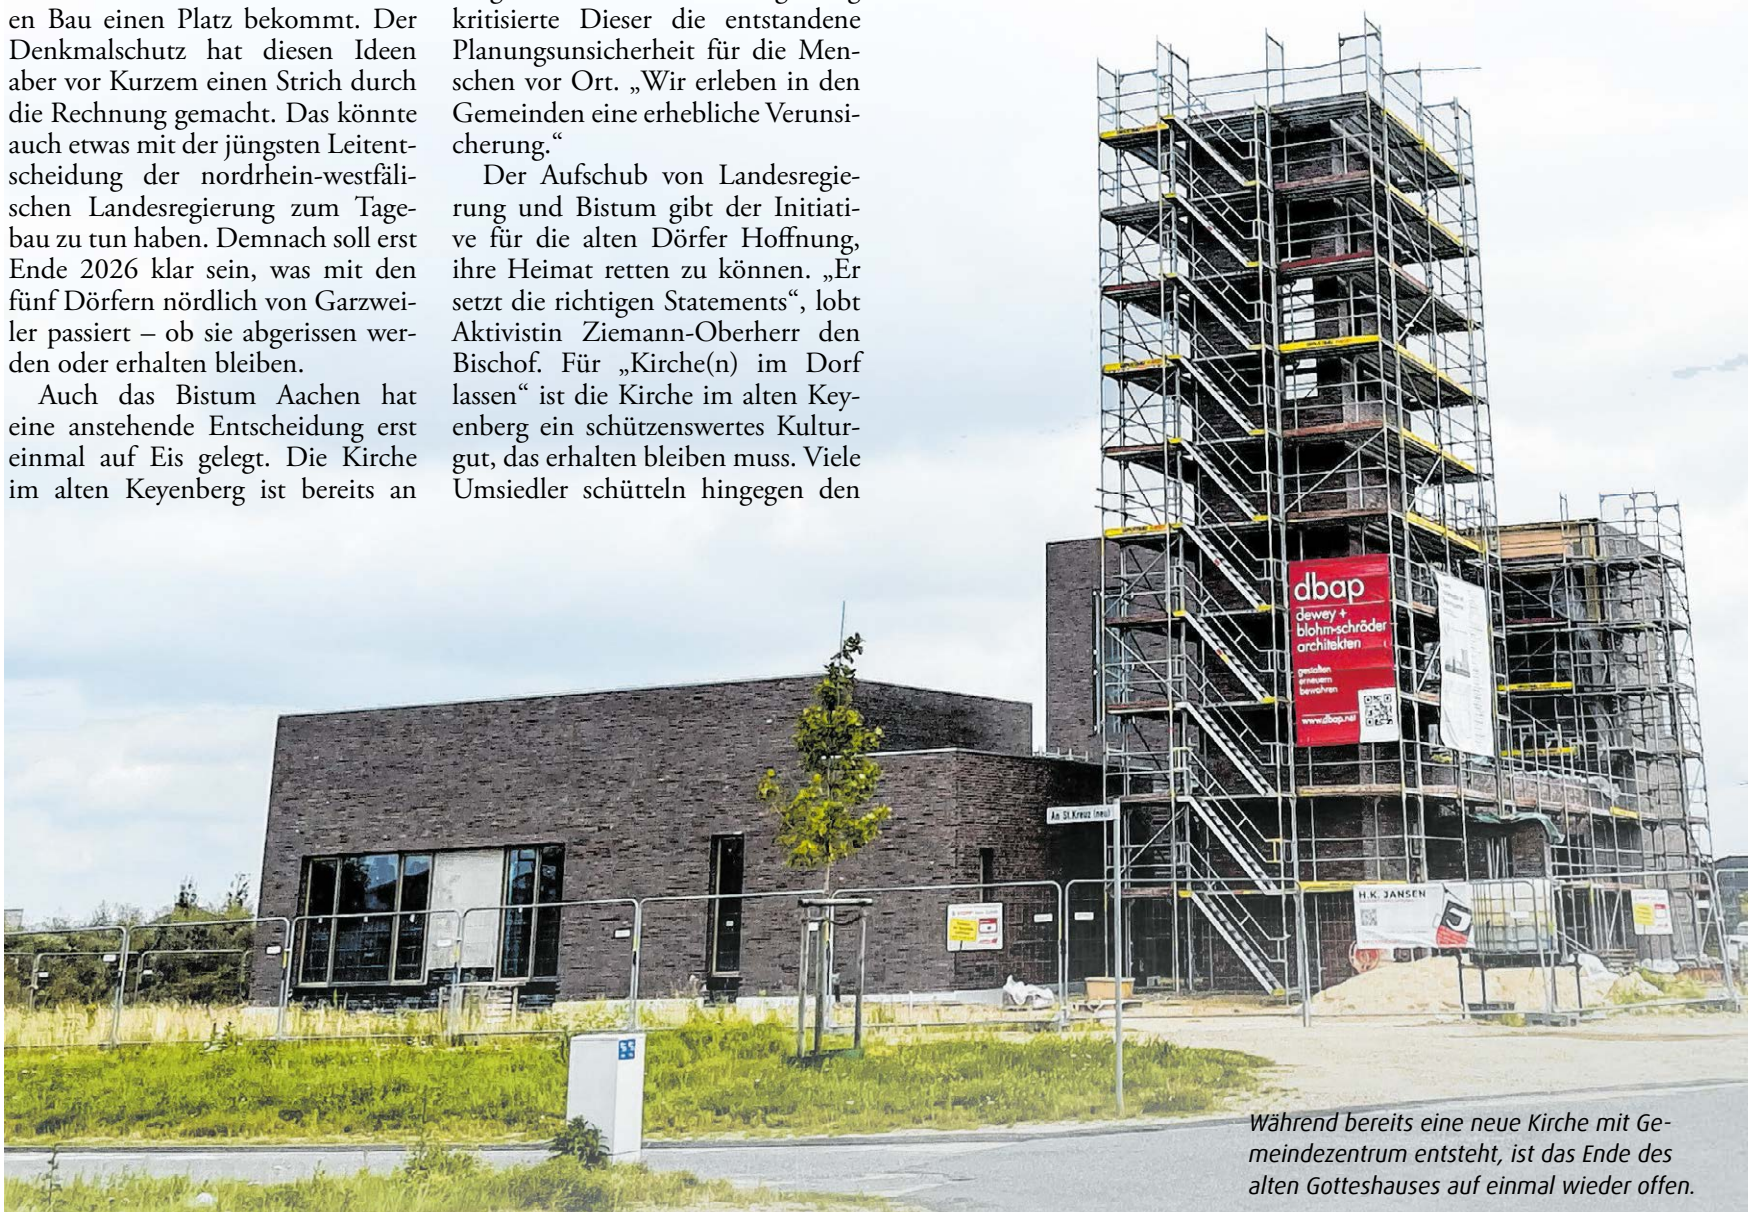 en Bau einen Platz bekommt. Der
Denkmalschutz hat diesen Ideen
aber vor Kurzem einen Strich durch
die Rechnung gemacht. Das könnte
auch etwas mit der jüngsten Leitent-
scheidung der nordrhein-westfäli-
schen Landesregierung zum Tage-
bau zu tun haben. Demnach soll erst
Ende 2026 klar sein, was mit den
fünf Dörfern nördlich von Garzwei-
ler passiert – ob sie abgerissen wer-
den oder erhalten bleiben.
Auch das Bistum Aachen hat
eine anstehende Entscheidung erst
einmal auf Eis gelegt. Die Kirche
im alten Keyenberg ist bereits an
kritisierte Dieser die entstandene
Planungsunsicherheit für die Men-
schen vor Ort. „Wir erleben in den
Gemeinden eine erhebliche Verunsi-
cherung.“
Der Aufschub von Landesregie-
rung und Bistum gibt der Initiati-
ve für die alten Dörfer Hoffnung,
ihre Heimat retten zu können. „Er
setzt die richtigen Statements“, lobt
Aktivistin Ziemann-Oberherr den
Bischof. Für „Kirche(n) im Dorf
lassen“ ist die Kirche im alten Key-
enberg ein schützenswertes Kultur-
gut, das erhalten bleiben muss. Viele
Umsiedler schütteln hingegen den
dbap
dewey +
blohm-schröder
architekten
gestalten
erneuern
bewahren
www.dbap.net
An St.Kreuz (neu)
H.K. JANSEN
Während bereits eine neue Kirche mit Ge-
meindezentrum entsteht, ist das Ende des
alten Gotteshauses auf einmal wieder offen.